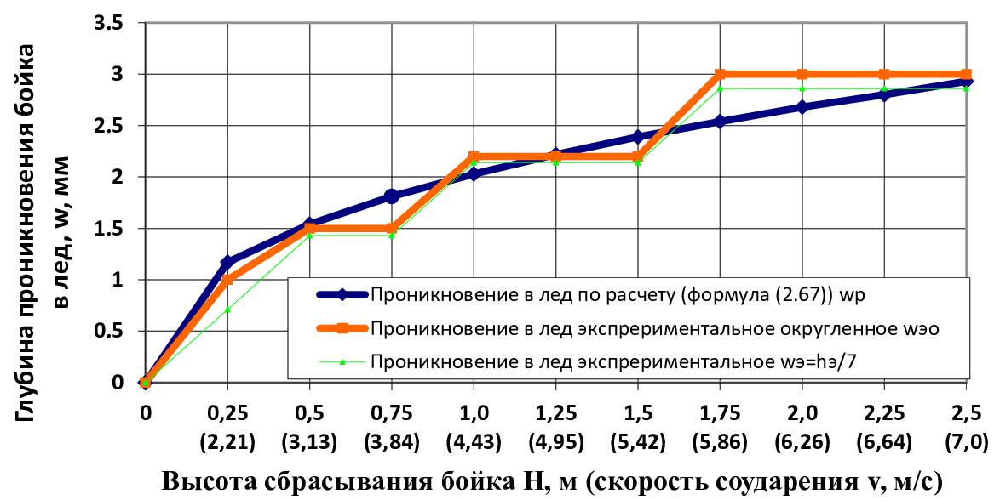 Глубина проникновения бойка
в лед, w, мм
3.5
3
2.5
2
1.5
1
0.5
0
Проникновение в лед по расчету (формула (2.67)) wр
Проникновение в лед экспрериментальное округленное wэо
Проникновение в лед экспрериментальное wэ=hэ/7
0 0,25 0,5 0,75 1,0 1,25 1,5 1,75 2,0 2,25 2,5
(2,21) (3,13) (3,84) (4,43) (4,95) (5,42) (5,86) (6,26) (6,64) (7,0)
Высота сбрасывания бойка H, м (скорость соударения v, м/с)